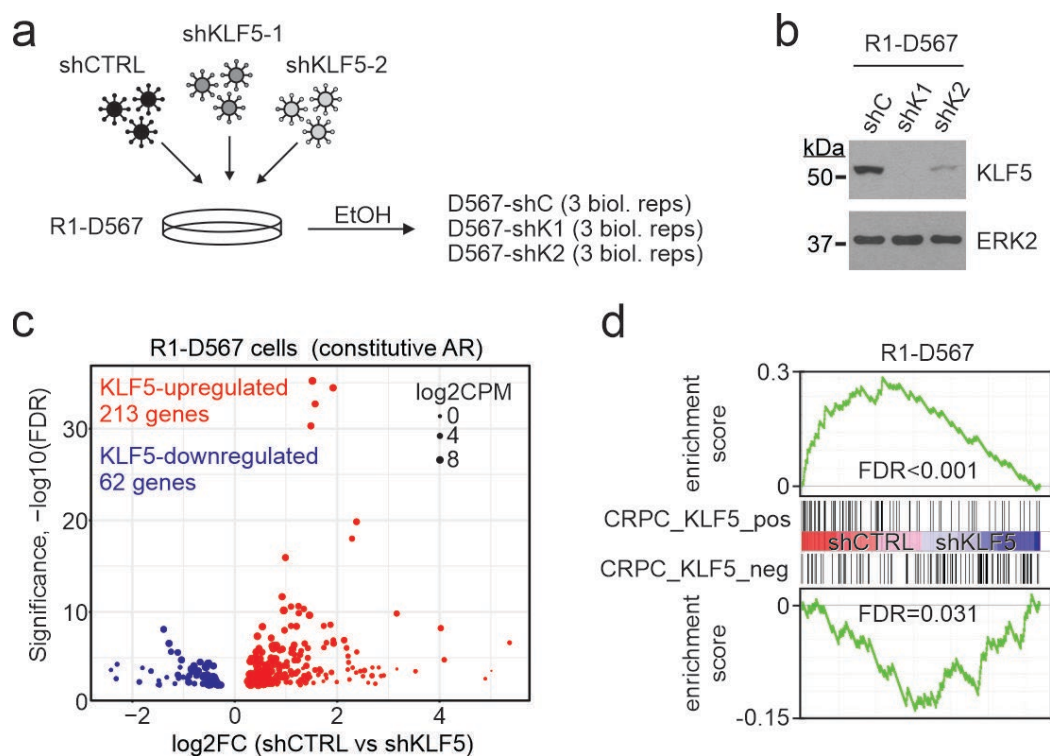 a
shCTRL
shKLF5-1
shKLF5-2
R1-D567
EtOH
D567-shC (3 biol. reps)
D567-shK1 (3 biol. reps)
D567-shK2 (3 biol. reps)
b
R1-D567
shC
shK1
shK2
kDa
50
37
KLF5
ERK2
c
R1-D567 cells (constitutive AR)
KLF5-upregulated
213 genes
KLF5-downregulated
62 genes
log2CPM
0
4
8
Significance, −log10(FDR)
30
20
10
0
−2
0
2
4
log2FC (shCTRL vs shKLF5)
d
R1-D567
0.3
0
enrichment
score
FDR<0.001
CRPC_KLF5_pos
shCTRL
shKLF5
CRPC_KLF5_neg
0
-0.15
enrichment
score
FDR=0.031